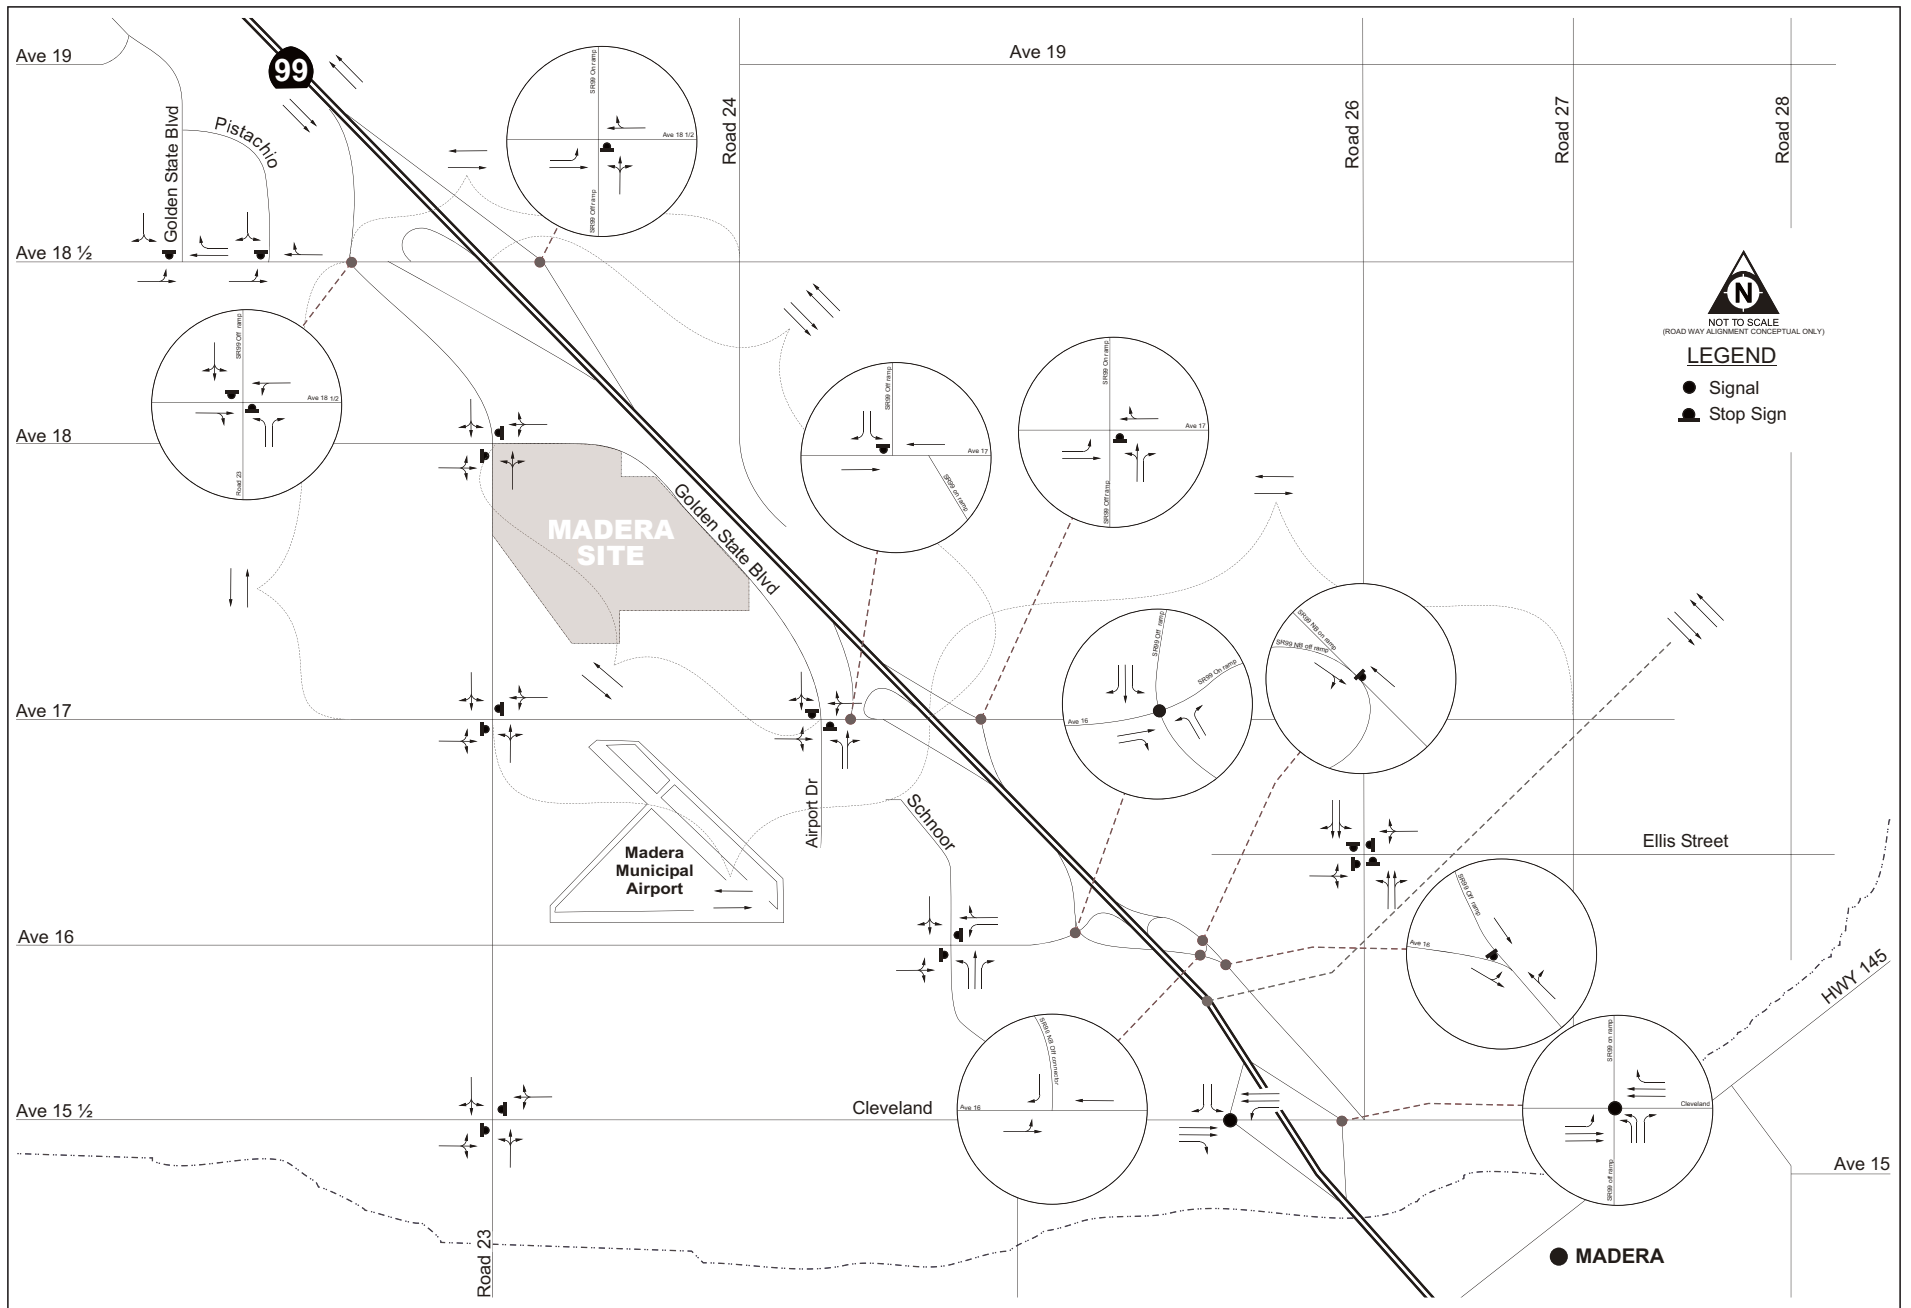 Ave 19
99
Ave 19
Golden State Blvd
Pistachio
SR99 On ramp
Ave 18 1/2
SR99 Off ramp
Road 24
Road 26
Road 27
Road 28
Ave 18 ½
N
NOT TO SCALE
(ROAD WAY ALIGNMENT CONCEPTUAL ONLY)
LEGEND
Signal
Stop Sign
SR99 Off ramp
Ave 18 1/2
Road 23
SR99 Off ramp
Ave 17
SR99 on ramp
SR99 On ramp
Ave 17
SR99 Off ramp
Ave 18
MADERA
SITE
Golden State Blvd
SR99 Off ramp
SR99 On ramp
Ave 16
SR99 NB on ramp
SR99 NB off ramp
Ave 17
Airport Dr
Schnoor
Madera
Municipal
Airport
Ellis Street
SR99 Off ramp
Ave 16
Ave 16
HWY 145
SR99 NB Off connector
Ave 16
SR99 on ramp
Cleveland
SR99 off ramp
Ave 15 ½
Cleveland
Ave 15
Road 23
MADERA